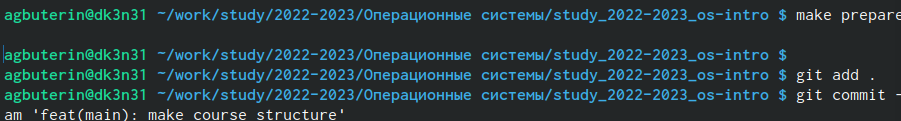 agbuterin@dk3n31 ~/work/study/2022-2023/Операционные системы/study_2022-2023_os-intro $ make prepare
agbuterin@dk3n31 ~/work/study/2022-2023/Операционные системы/study_2022-2023_os-intro $
agbuterin@dk3n31 ~/work/study/2022-2023/Операционные системы/study_2022-2023_os-intro $ git add .
agbuterin@dk3n31 ~/work/study/2022-2023/Операционные системы/study_2022-2023_os-intro $ git commit -
am 'feat(main): make course structure'